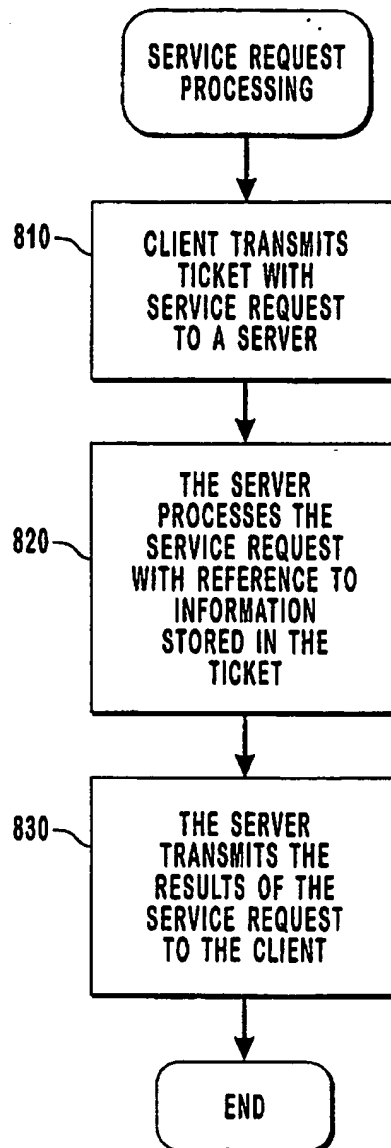 SERVICE REQUEST
PROCESSING
810
CLIENT TRANSMITS
TICKET WITH
SERVICE REQUEST
TO A SERVER
820
THE SERVER
PROCESSES THE
SERVICE REQUEST
WITH REFERENCE TO
INFORMATION
STORED IN THE
TICKET
830
THE SERVER
TRANSMITS THE
RESULTS OF THE
SERVICE REQUEST
TO THE CLIENT
END